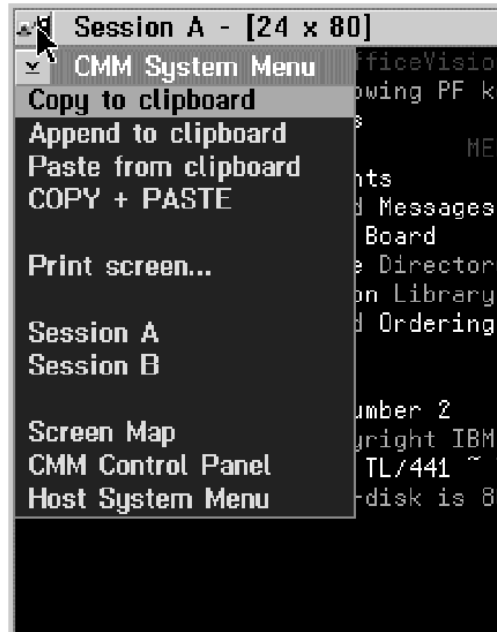 Session A - [24 x 80]
CMM System Menu
Copy to clipboard
Append to clipboard
Paste from clipboard
COPY + PASTE
Print screen...
Session A
Session B
Screen Map
CMM Control Panel
Host System Menu
fficeVisio
owing PF k
s
ME
nts
d Messages
Board
e Director
on Library
d Ordering
umber 2
yright IBM
TL/441 ~
-disk is 8